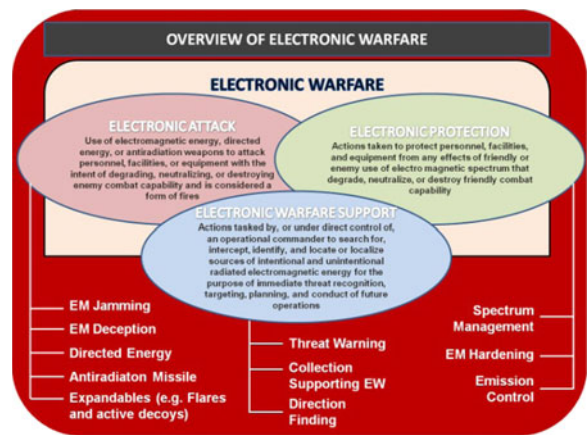 OVERVIEW OF ELECTRONIC WARFARE
ELECTRONIC WARFARE
ELECTRONIC ATTACK
Use of electromagnetic energy, directed
energy, or antiradiation weapons to attack
personnel, facilities, or equipment with the
intent of degrading, neutralizing, or destroying
enemy combat capability and is considered a
form of fires
ELECTRONIC PROTECTION
Actions taken to protect personnel, facilities,
and equipment from any effects of friendly or
enemy use of electro magnetic spectrum that
degrade, neutralize, or destroy friendly combat
capability
ELECTRONIC WARFARE SUPPORT
Actions tasked by, or under direct control of,
an operational commander to search for,
intercept, identify, and locate or localize
sources of intentional and unintentional
radiated electromagnetic energy for the
purpose of immediate threat recognition,
targeting, planning, and conduct of future
operations
EM Jamming
EM Deception
Directed Energy
Antiradiaton Missile
Expandables (e.g. Flares
and active decoys)
Threat Warning
Collection
Supporting EW
Direction
Finding
Spectrum
Management
EM Hardening
Emission
Control